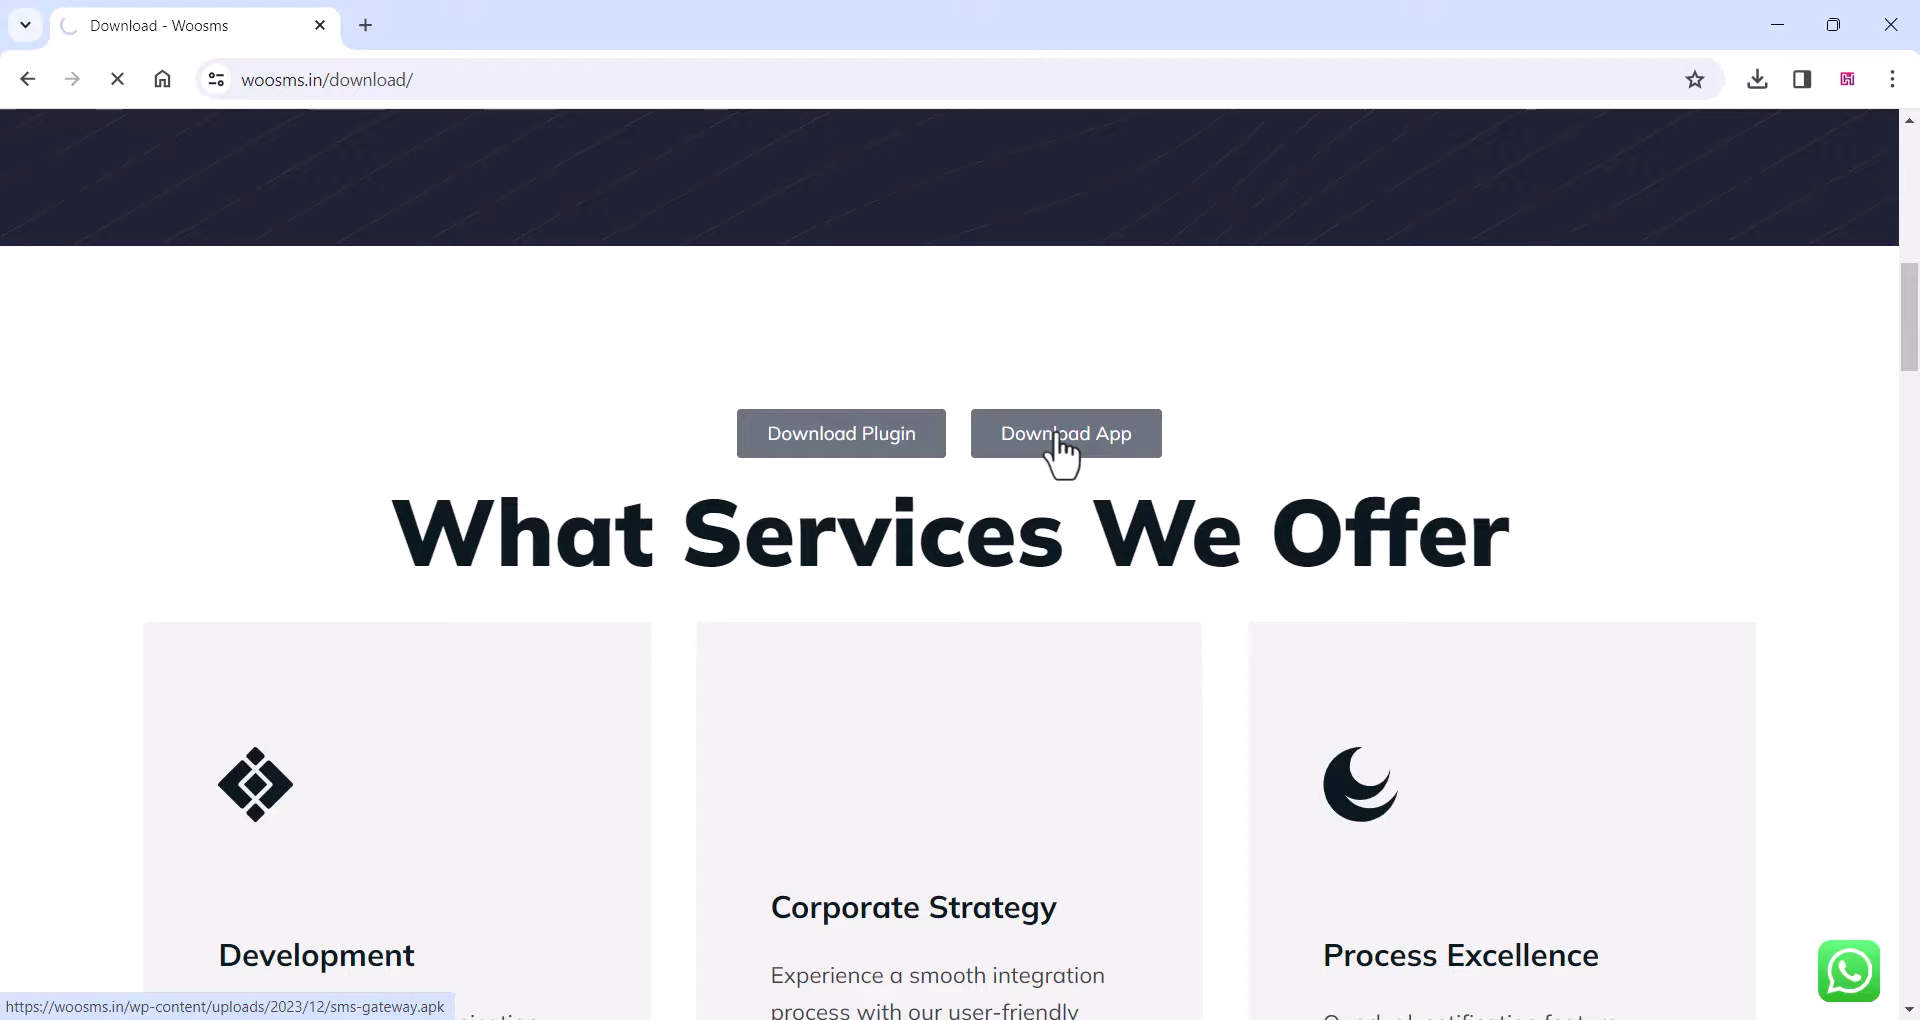 Download - Woosms
woosms.in/download/
Download Plugin
Download App
What Services We Offer
Development
Corporate Strategy
Experience a smooth integration
process with our user-friendly
Process Excellence
https://woosms.in/wp-content/uploads/2023/12/sms-gateway.apk